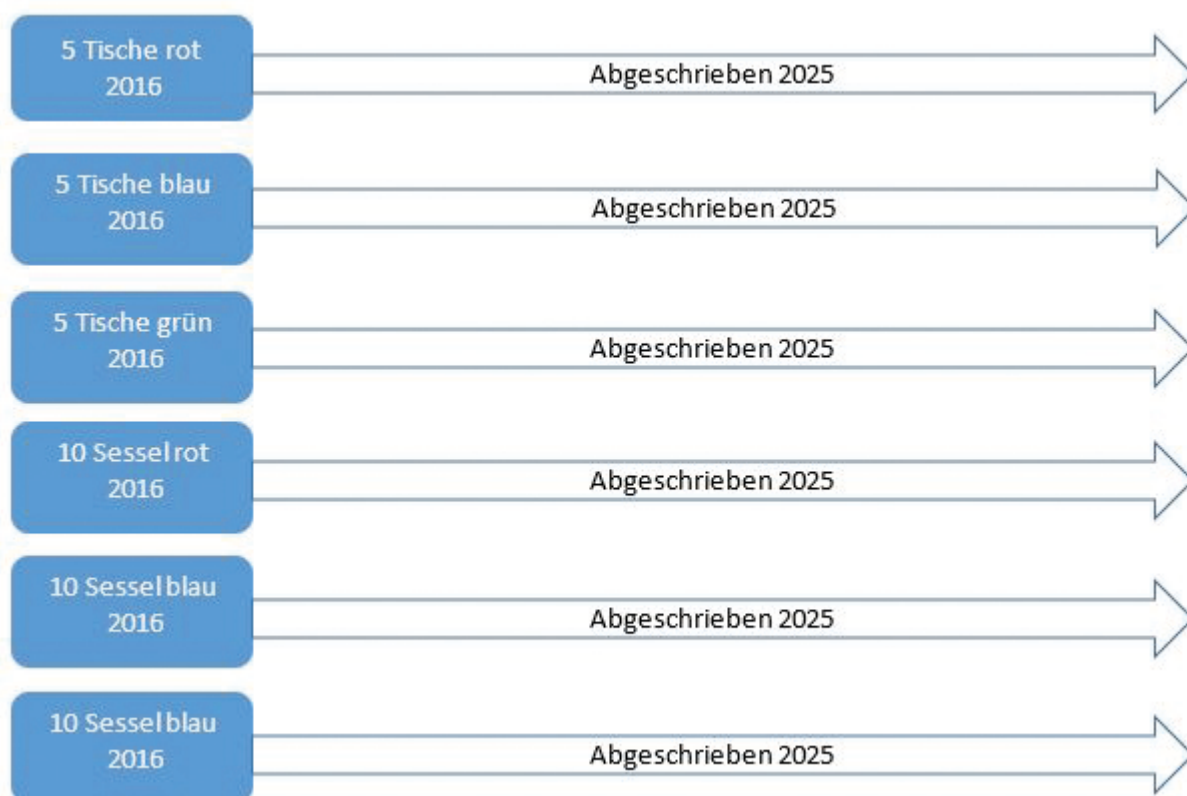 5 Tische rot
2016
Abgeschrieben 2025
5 Tische blau
2016
Abgeschrieben 2025
5 Tische grün
2016
Abgeschrieben 2025
10 Sessel rot
2016
Abgeschrieben 2025
10 Sessel blau
2016
Abgeschrieben 2025
10 Sessel blau
2016
Abgeschrieben 2025